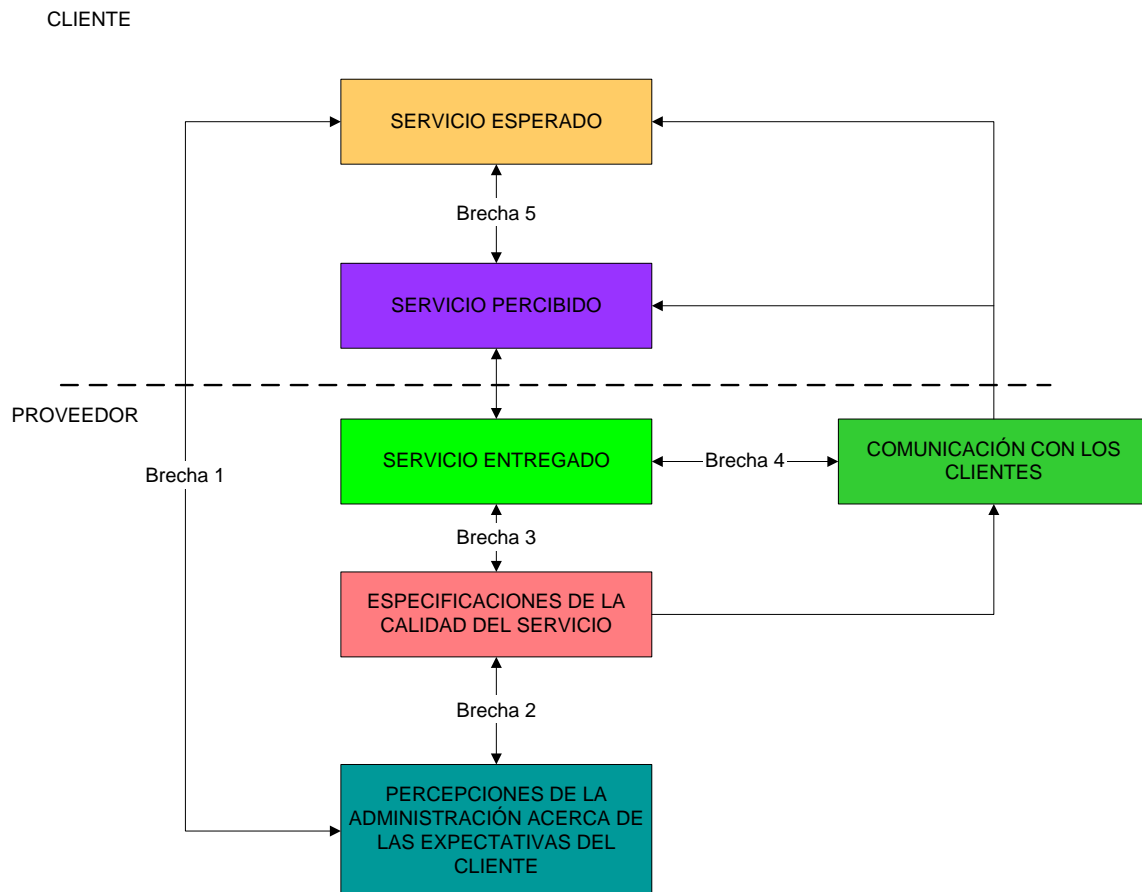 CLIENTE
SERVICIO ESPERADO
Brecha 5
SERVICIO PERCIBIDO
PROVEEDOR
SERVICIO ENTREGADO
Brecha 4
COMUNICACIÓN CON LOS
CLIENTES
Brecha 1
Brecha 3
ESPECIFICACIONES DE LA
CALIDAD DEL SERVICIO
Brecha 2
PERCEPCIONES DE LA
ADMINISTRACIÓN ACERCA DE
LAS EXPECTATIVAS DEL
CLIENTE